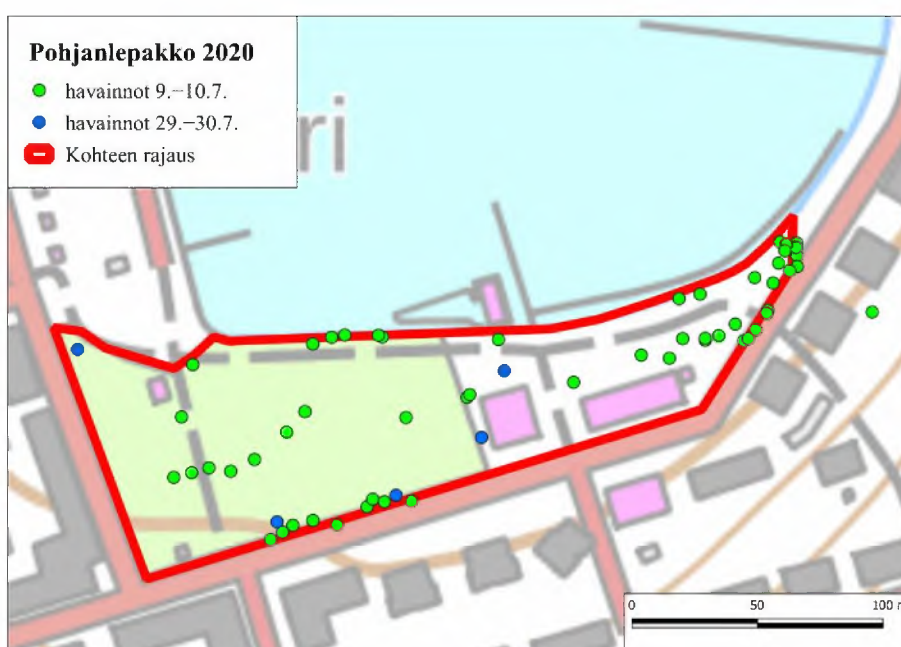 Pohjanlepakko 2020
havainnot 9.–10.7.
havainnot 29.–30.7.
Kohteen rajaus
ri
0 50 100 m